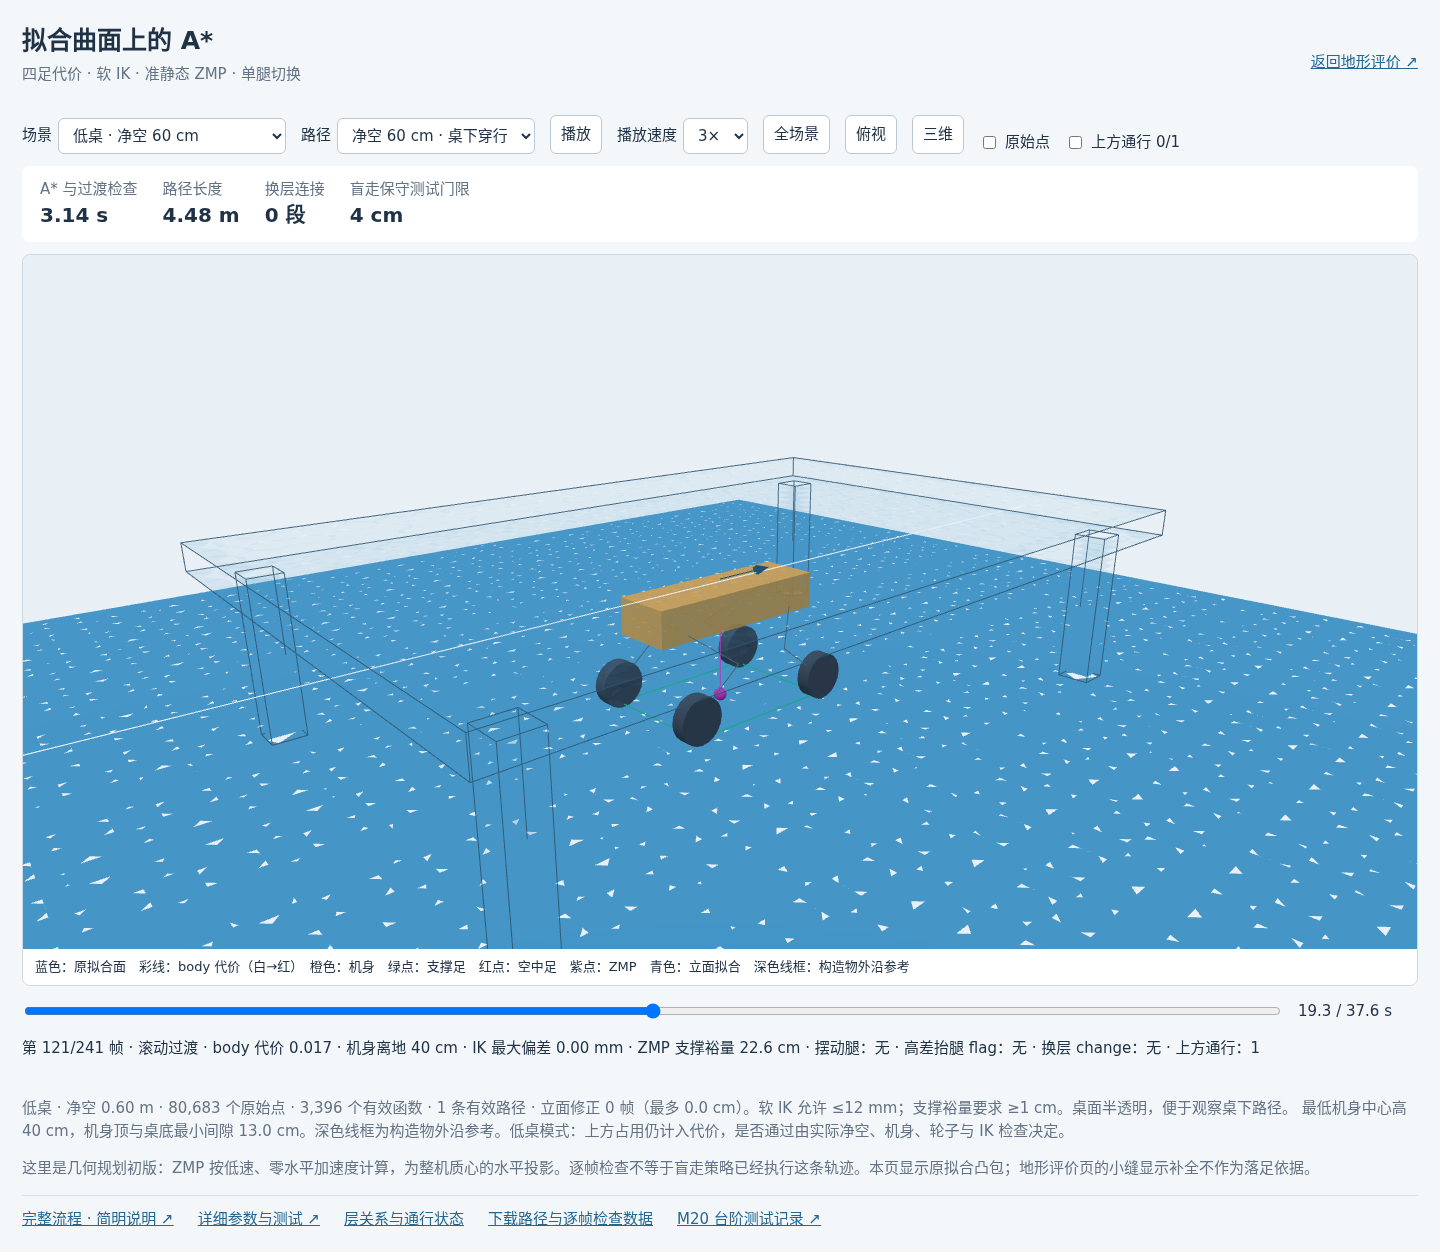 拟合曲面上的 A*
四足代价 · 软 IK · 准静态 ZMP · 单腿切换
返回地形评价 ↗
场景 低桌 · 净空 60 cm 路径 净空 60 cm · 桌下穿行 播放 播放速度 3× 全场景 俯视 三维 原始点 上方通行 0/1
A* 与过渡检查 路径长度 换层连接 盲走保守测试门限
3.14 s 4.48 m 0 段 4 cm
蓝色：原拟合面 彩线：body 代价（白→红） 橙色：机身 绿点：支撑足 红点：空中足 紫点：ZMP 青色：立面拟合 深色线框：构造物外沿参考
19.3 / 37.6 s
第 121/241 帧 · 滚动过渡 · body 代价 0.017 · 机身离地 40 cm · IK 最大偏差 0.00 mm · ZMP 支撑裕量 22.6 cm · 摆动腿：无 · 高差抬腿 flag：无 · 换层 change：无 · 上方通行：1
低桌 · 净空 0.60 m · 80,683 个原始点 · 3,396 个有效函数 · 1 条有效路径 · 立面修正 0 帧（最多 0.0 cm）。软 IK 允许 ≤12 mm；支撑裕量要求 ≥1 cm。桌面半透明，便于观察桌下路径。 最低机身中心高
40 cm，机身顶与桌底最小间隙 13.0 cm。深色线框为构造物外沿参考。低桌模式：上方占用仍计入代价，是否通过由实际净空、机身、轮子与 IK 检查决定。
这里是几何规划初版：ZMP 按低速、零水平加速度计算，为整机质心的水平投影。逐帧检查不等于盲走策略已经执行这条轨迹。本页显示原拟合凸包；地形评价页的小缝显示补全不作为落足依据。
完整流程 · 简明说明 ↗ 详细参数与测试 ↗ 层关系与通行状态 下载路径与逐帧检查数据 M20 台阶测试记录 ↗